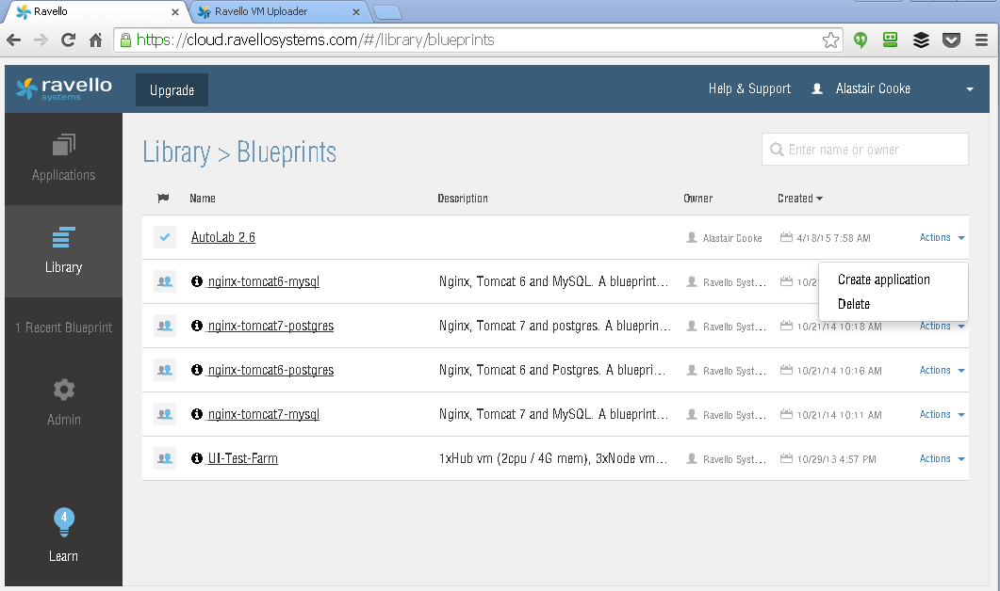 Ravello
Ravello VM Uploader
https://cloud.ravellosystems.com/#/library/blueprints
ravello systems
Upgrade
Help & Support
Alastair Cooke
Applications
Library
1 Recent Blueprint
Admin
4
Learn
Library > Blueprints
Enter name or owner
Name Description Owner Created
AutoLab 2.6 Alastair Cooke 4/18/15 7:58 AM Actions
nginx-tomcat6-mysql Nginx, Tomcat 6 and MySQL. A blueprint... Ravello Syst... 10/2
Create application
Delete
nginx-tomcat7-postgres Nginx, Tomcat 7 and postgres. A blueprin... Ravello Syst... 10/21/14 10:18 AM Actions
nginx-tomcat6-postgres Nginx, Tomcat 6 and Postgres. A bluepri... Ravello Syst... 10/21/14 10:16 AM Actions
nginx-tomcat7-mysql Nginx, Tomcat 7 and MySQL. A blueprint... Ravello Syst... 10/21/14 10:11 AM Actions
UI-Test-Farm 1xHub vm (2cpu / 4G mem), 3xNode vm... Ravello Syst... 10/29/13 4:57 PM Actions